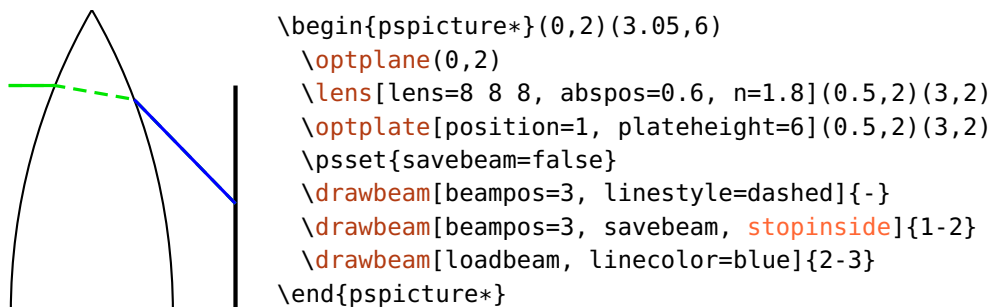 \begin{pspicture*}(0,2)(3.05,6)
\optplane(0,2)
\lens[lens=8 8 8, abspos=0.6, n=1.8](0.5,2)(3,2)
\optplate[position=1, plateheight=6](0.5,2)(3,2)
\psset{savebeam=false}
\drawbeam[beampos=3, linestyle=dashed]{-}
\drawbeam[beampos=3, savebeam, stopinside]{1-2}
\drawbeam[loadbeam, linecolor=blue]{2-3}
\end{pspicture*}